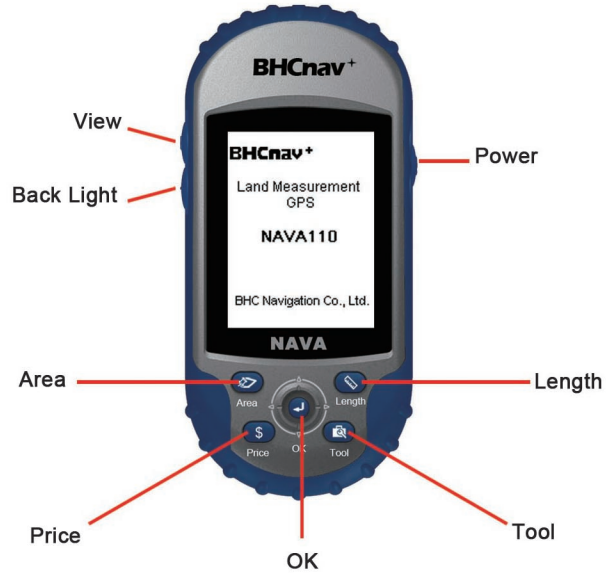 BHCnav+
View
Power
Back Light
BHCnav+
Land Measurement
GPS
NAVA110
BHC Navigation Co., Ltd.
NAVA
Area
Length
Area
Length
$
Price
OK
Tool
Price
Tool
OK